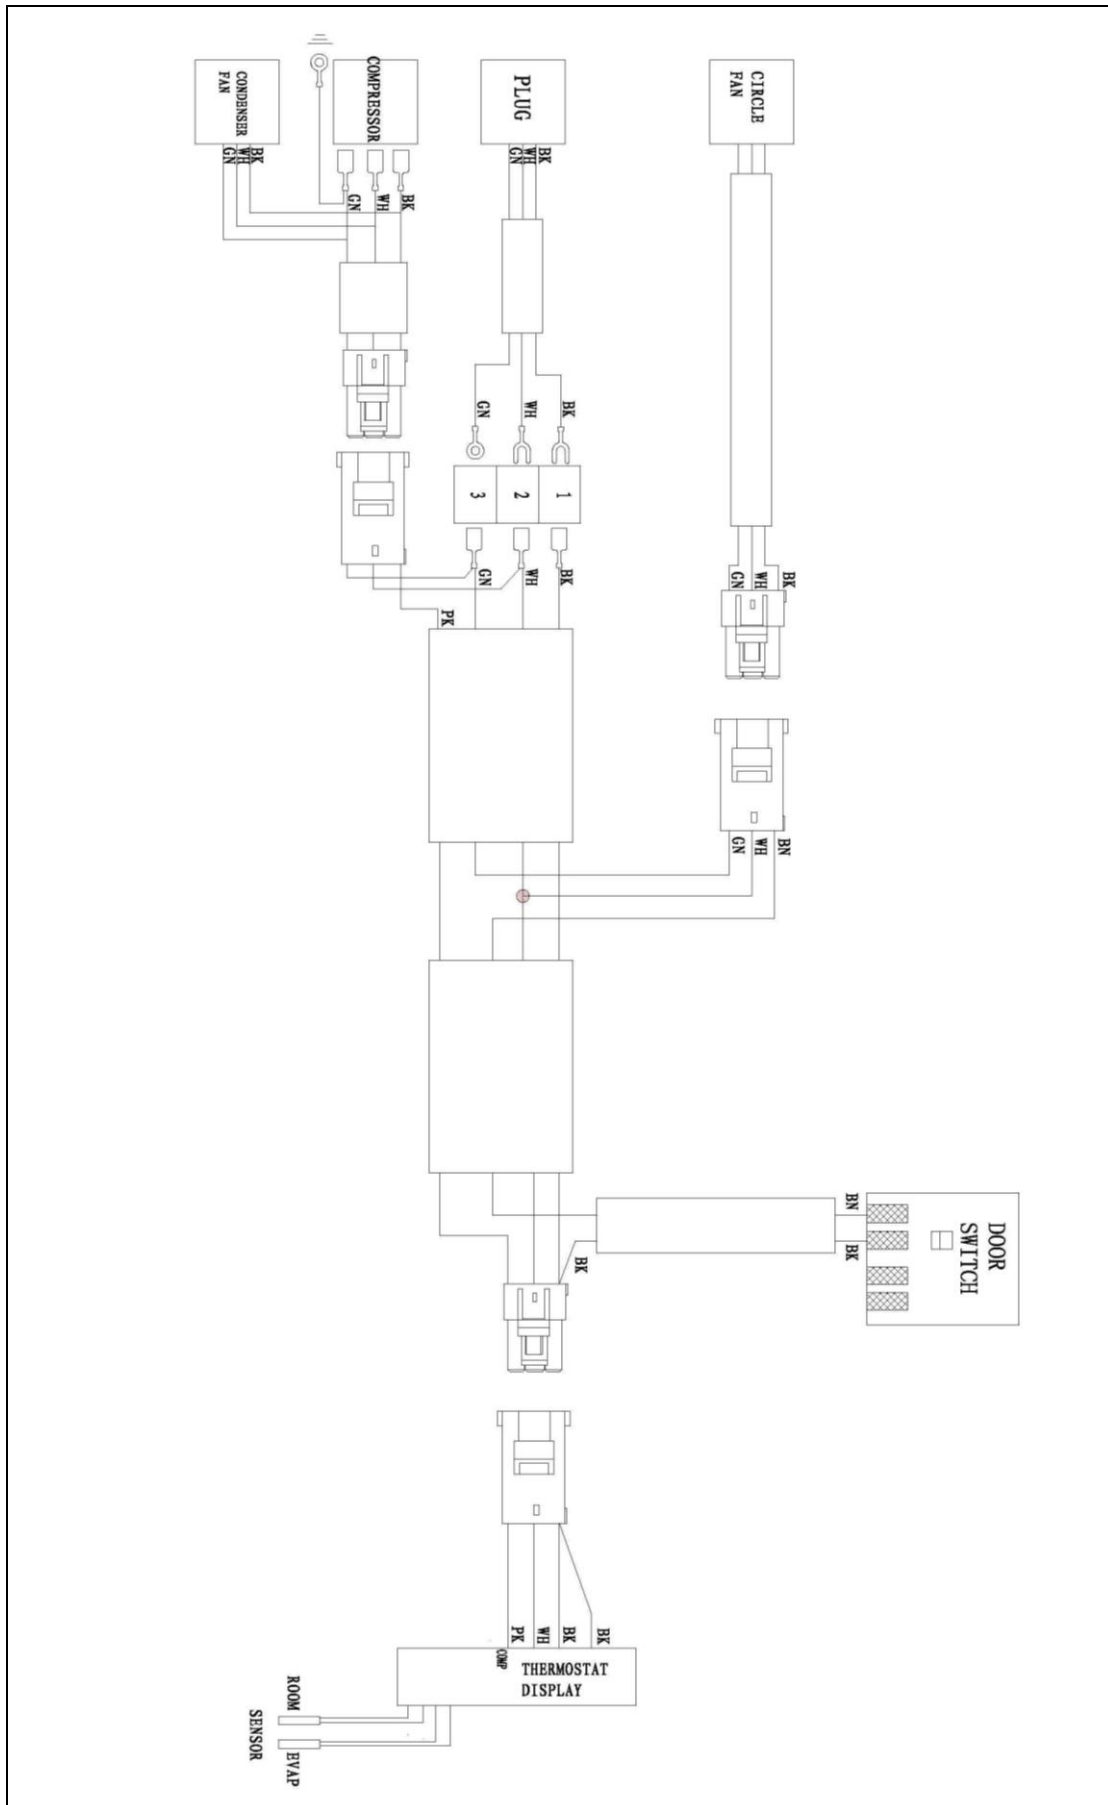 CONDENSER
FAN
COMPRESSOR
PLUG
CIRCLE
FAN
GN
WH
BK
GN
WH
BK
GN
WH
BK
GN
WH
BK
3
2
1
GN
WH
BK
PK
GN
WH
BK
GN
WH
BN
BN
BK
DOOR
SWITCH
BK
PK
WH
BK
BK
COMP
THERMOSTAT
DISPLAY
ROOM
SENSOR
EVAP